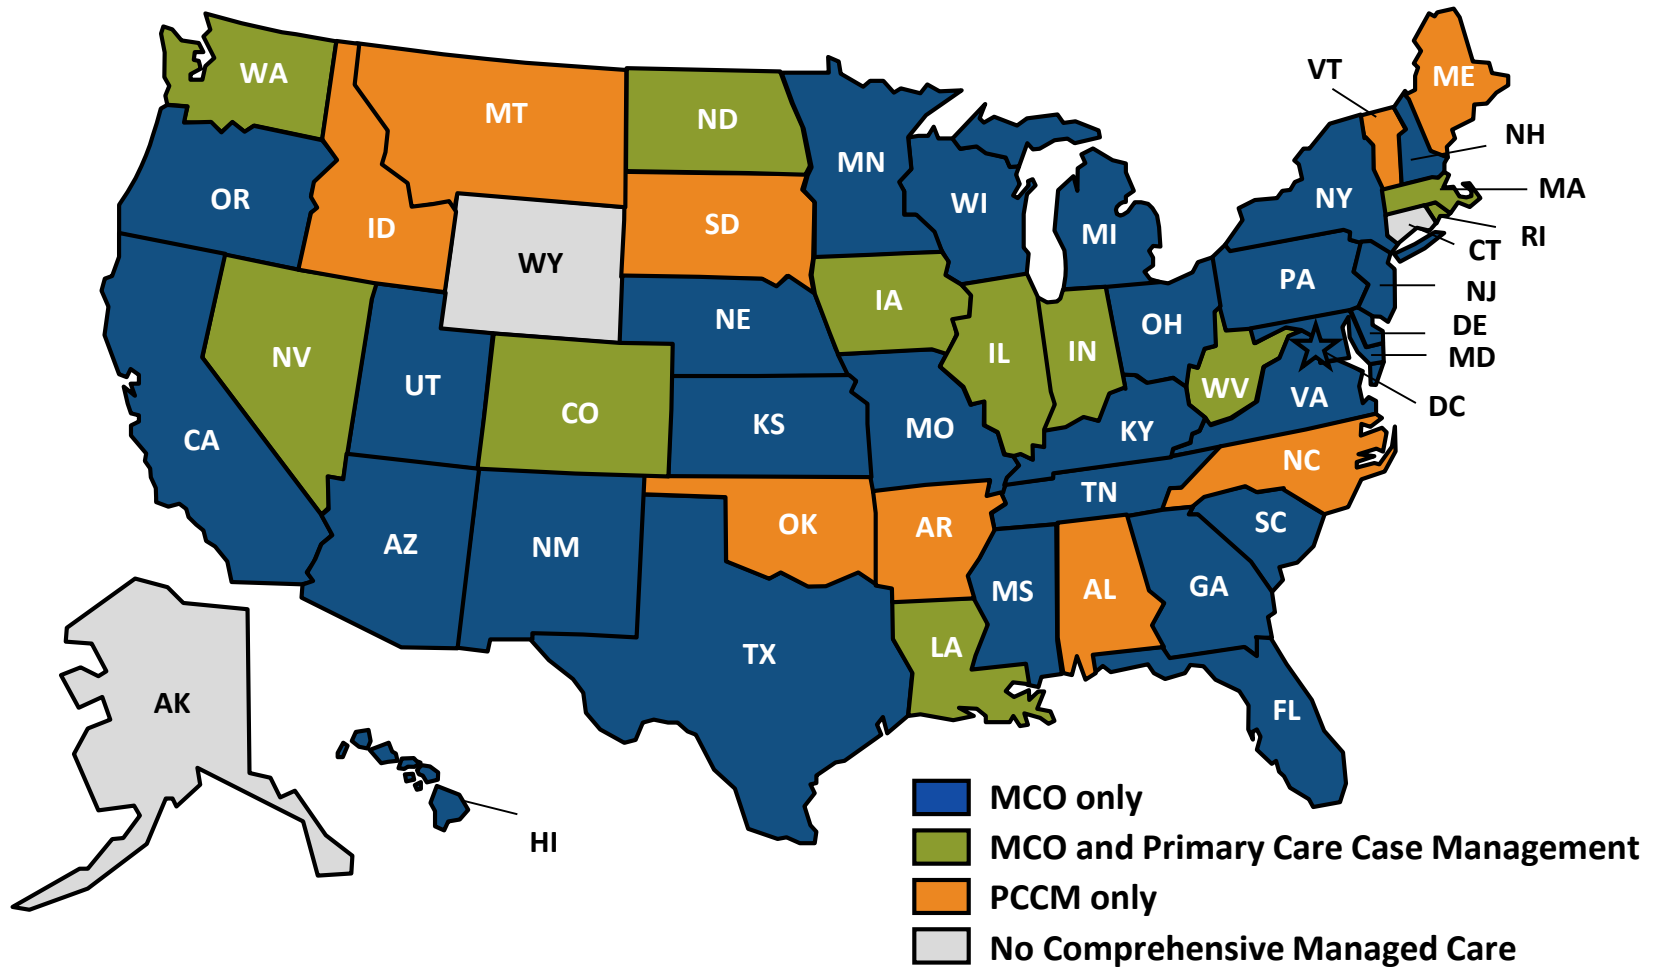 WA
MT
ND
MN
VT
ME
NH
OR
ID
SD
WI
MI
NY
MA
RI
CT
WY
PA
NJ
IA
NE
OH
DE
MD
NV
UT
CO
IL
IN
WV
VA
DC
CA
KS
MO
KY
NC
TN
AZ
NM
OK
AR
SC
MS
AL
GA
TX
LA
AK
FL
HI
MCO only
MCO and Primary Care Case Management
PCCM only
No Comprehensive Managed Care